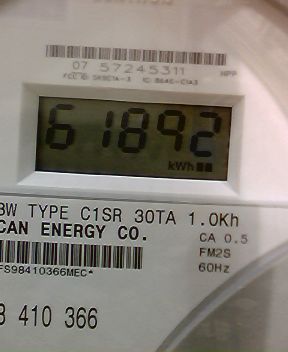 07 57245311
61892
kWh
3W TYPE C1SR 30TA 1.0Kh
CAN ENERGY CO.
CA 0.5
FM2S
60Hz
FS98410366MEC*
410 366